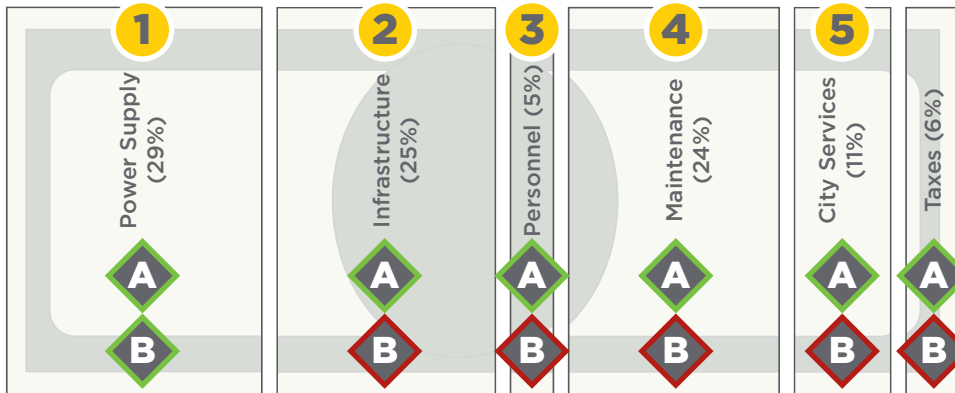 1
2
3
4
5
Power Supply
(29%)
Infrastructure
(25%)
Personnel (5%)
Maintenance
(24%)
City Services
(11%)
Taxes (6%)
A
A
A
A
A
A
B
B
B
B
B
B